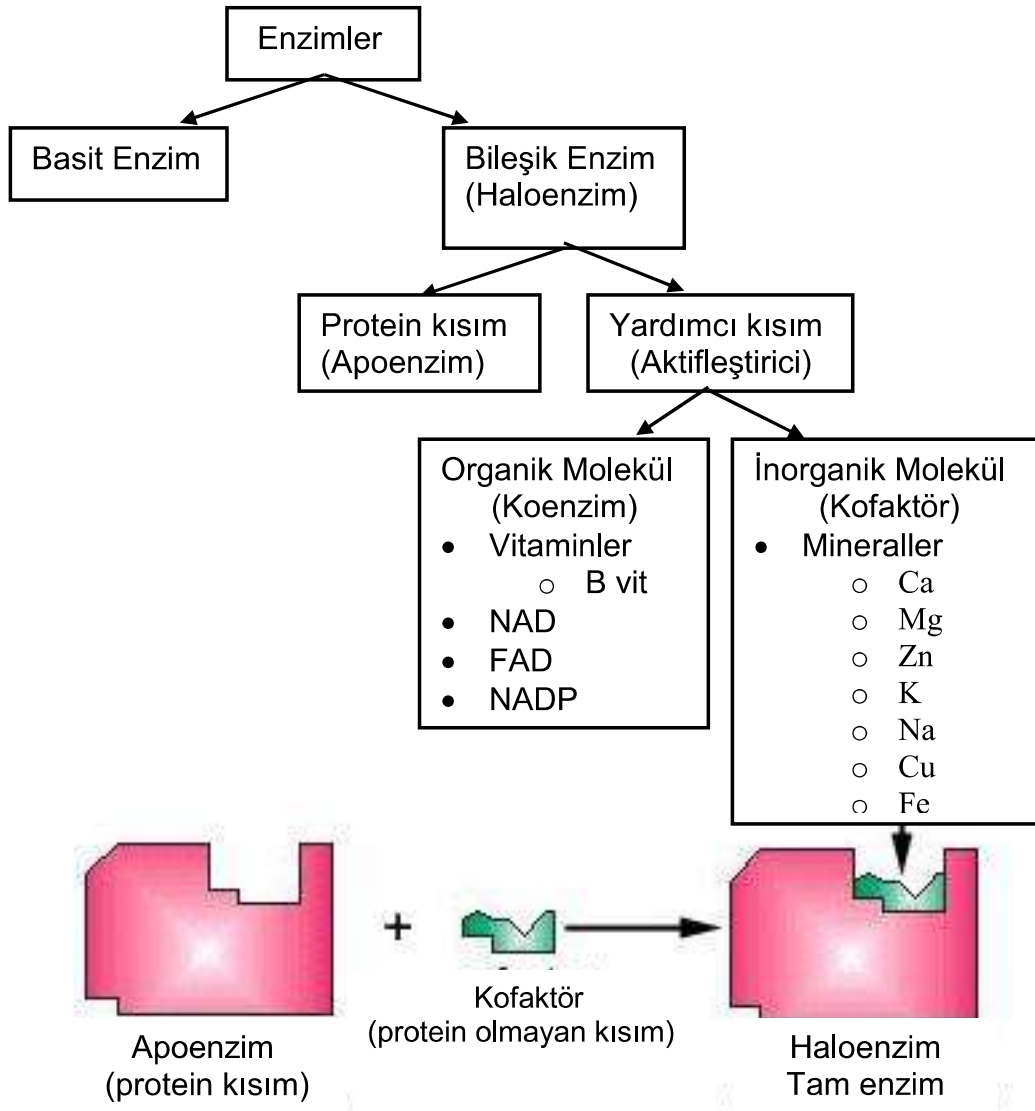 Enzimler
Basit Enzim
Bileşik Enzim
(Haloenzim)
Protein kısım
(Apoenzim)
Yardımcı kısım
(Aktifleştirici)
Organik Molekül
(Koenzim)
• Vitaminler
o B vit
• NAD
• FAD
• NADP
İnorganik Molekül
(Kofaktör)
• Mineraller
o Ca
o Mg
o Zn
o K
o Na
o Cu
o Fe
+
Kofaktör
(protein olmayan kısım)
Apoenzim
(protein kısım)
Haloenzim
Tam enzim